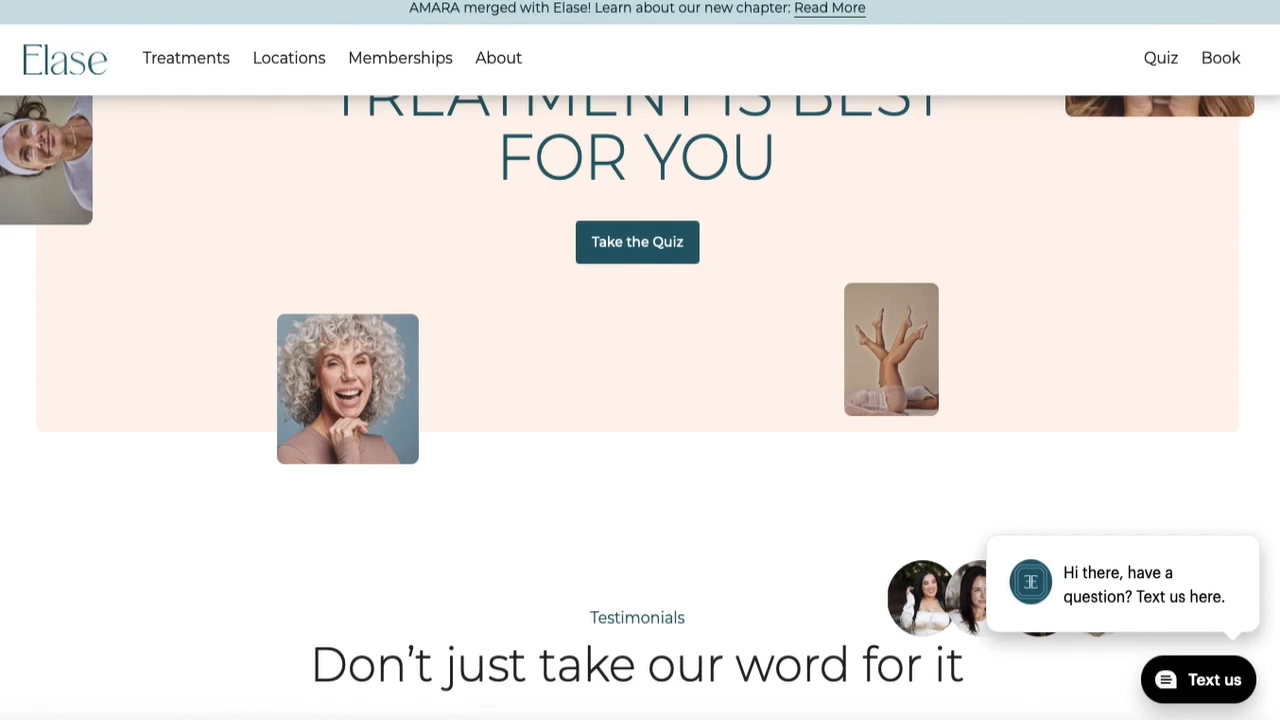 AMARA merged with Elase! Learn about our new chapter: Read More
Elase
Treatments
Locations
Memberships
About
Quiz
Book
TREATMENT IS BEST
FOR YOU
Take the Quiz
Hi there, have a
question? Text us here.
Testimonials
Don’t just take our word for it
Text us